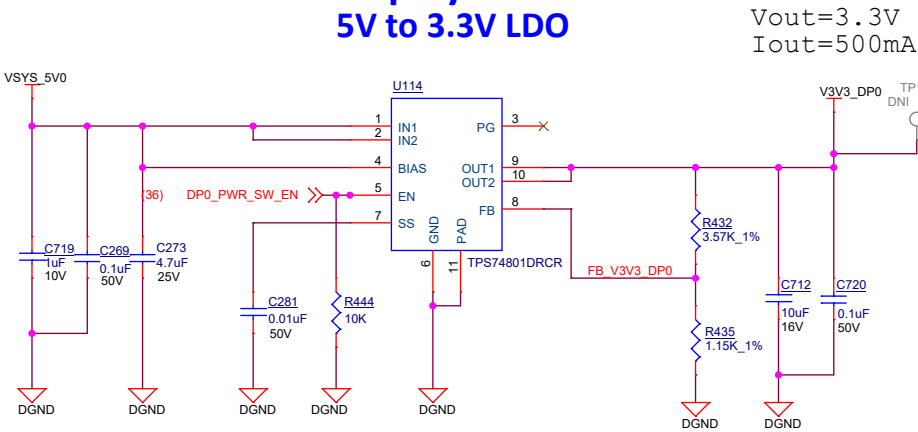 5V to 3.3V LDO
Vout=3.3V
Iout=500mA
VSYS_5V0
U114
V3V3_DP0
TP1
DNI
1
IN1
PG
3
2
IN2
4
BIAS
OUT1
9
OUT2
10
(36)
DP0_PWR_SW_EN
5
EN
FB
8
7
SS
GND
PAD
6
11
TPS74801DRCR
R432
3.57K_1%
FB_V3V3_DP0
C719
1uF
10V
C269
0.1uF
50V
C273
4.7uF
25V
C281
0.01uF
50V
R444
10K
R435
1.15K_1%
C712
10uF
16V
C720
0.1uF
50V
DGND
DGND
DGND
DGND
DGND
DGND
DGND